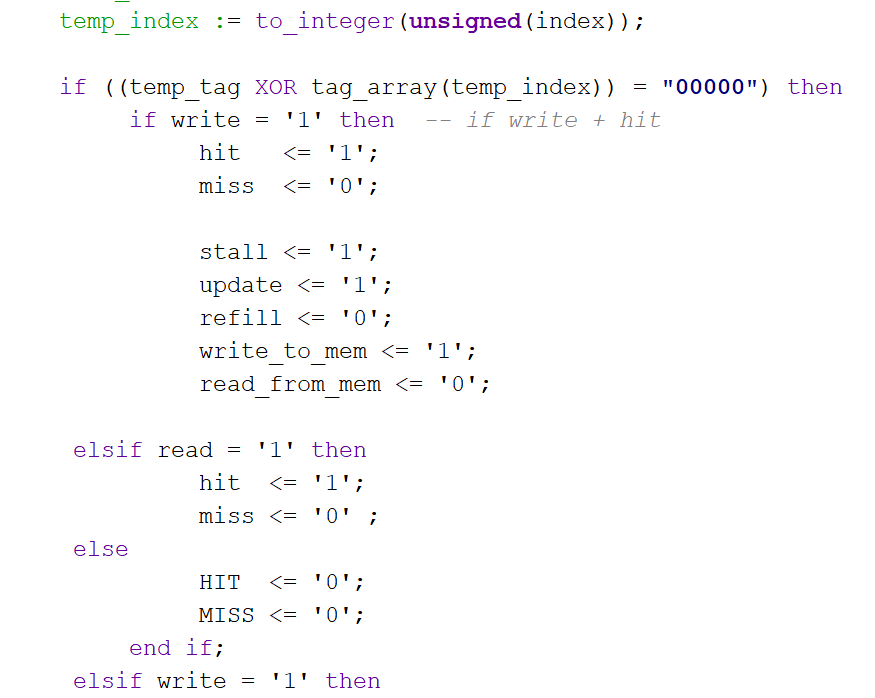 temp_index := to_integer(unsigned(index));
if ((temp_tag XOR tag_array(temp_index)) = "00000") then
if write = '1' then  -- if write + hit
hit   <= '1';
miss  <= '0';
stall <= '1';
update <= '1';
refill <= '0';
write_to_mem <= '1';
read_from_mem <= '0';
elsif read = '1' then
hit  <= '1';
miss <= '0' ;
else
HIT  <= '0';
MISS <= '0';
end if;
elsif write = '1' then